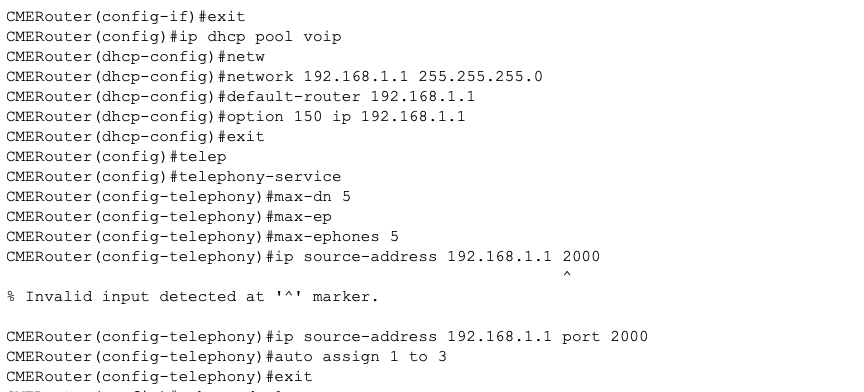 CMERouter(config-if)#exit
CMERouter(config)#ip dhcp pool voip
CMERouter(dhcp-config)#netw
CMERouter(dhcp-config)#network 192.168.1.1 255.255.255.0
CMERouter(dhcp-config)#default-router 192.168.1.1
CMERouter(dhcp-config)#option 150 ip 192.168.1.1
CMERouter(dhcp-config)#exit
CMERouter(config)#telep
CMERouter(config)#telephony-service
CMERouter(config-telephony)#max-dn 5
CMERouter(config-telephony)#max-ep
CMERouter(config-telephony)#max-ephones 5
CMERouter(config-telephony)#ip source-address 192.168.1.1 2000
^
% Invalid input detected at '^' marker.
CMERouter(config-telephony)#ip source-address 192.168.1.1 port 2000
CMERouter(config-telephony)#auto assign 1 to 3
CMERouter(config-telephony)#exit